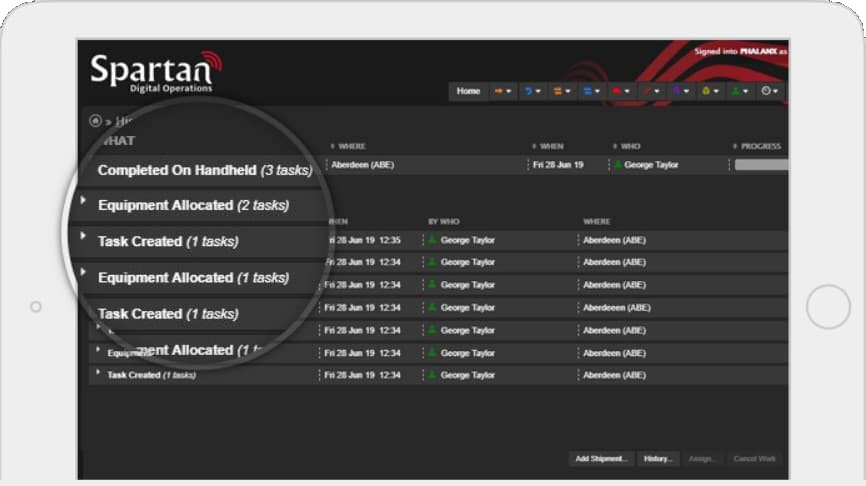 Spartan
Digital Operations
Signed into PHALANX as
Home
» His
WHAT
WHERE WHEN WHO PROGRESS
Completed On Handheld (3 tasks) Aberdeen (ABE) Fri 28 Jun 19 George Taylor
Equipment Allocated (2 tasks)
WHEN BY WHO WHERE
Task Created (1 tasks) Fri 28 Jun 19 12:35 George Taylor Aberdeen (ABE)
Fri 28 Jun 19 12:34 George Taylor Aberdeen (ABE)
Equipment Allocated (1 tasks) Fri 28 Jun 19 12:34 George Taylor Aberdeen (ABE)
Task Created (1 tasks) Fri 28 Jun 19 12:34 George Taylor Aberdeeen (ABE)
Fri 28 Jun 19 12:34 George Taylor Aberdeen (ABE)
Equipment ment Allocated (1 Fri 28 Jun 19 12:34 George Taylor Aberdeen (ABE)
Task Created (1 tasks) Fri 28 Jun 19 12:34 George Taylor Aberdeen (ABE)
Add Shipment... History... Assign... Cancel Work